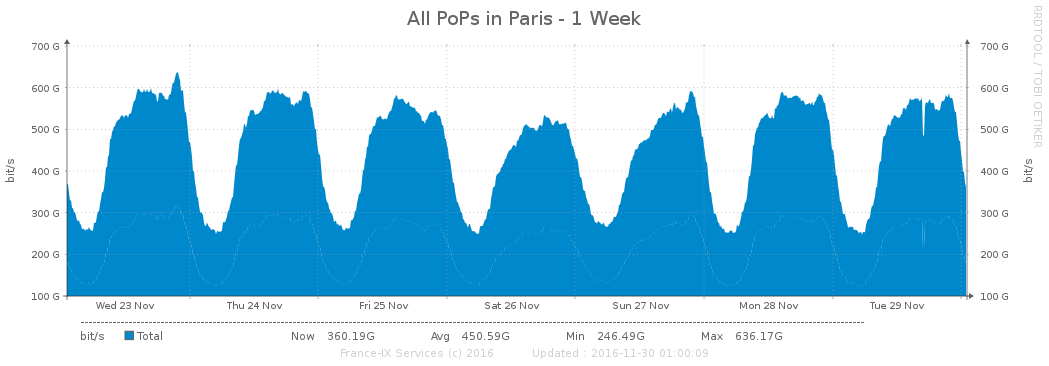 All PoPs in Paris - 1 Week
RRDTOOL / TOBI OETIKER
bit/s
700 G
600 G
500 G
400 G
300 G
200 G
100 G
700 G
600 G
500 G
400 G
300 G
200 G
100 G
bit/s
Wed 23 Nov Thu 24 Nov Fri 25 Nov Sat 26 Nov Sun 27 Nov Mon 28 Nov Tue 29 Nov
bit/s Total Now 360.19G Avg 450.59G Min 246.49G Max 636.17G
France-IX Services (c) 2016 Updated : 2016-11-30 01:00:09